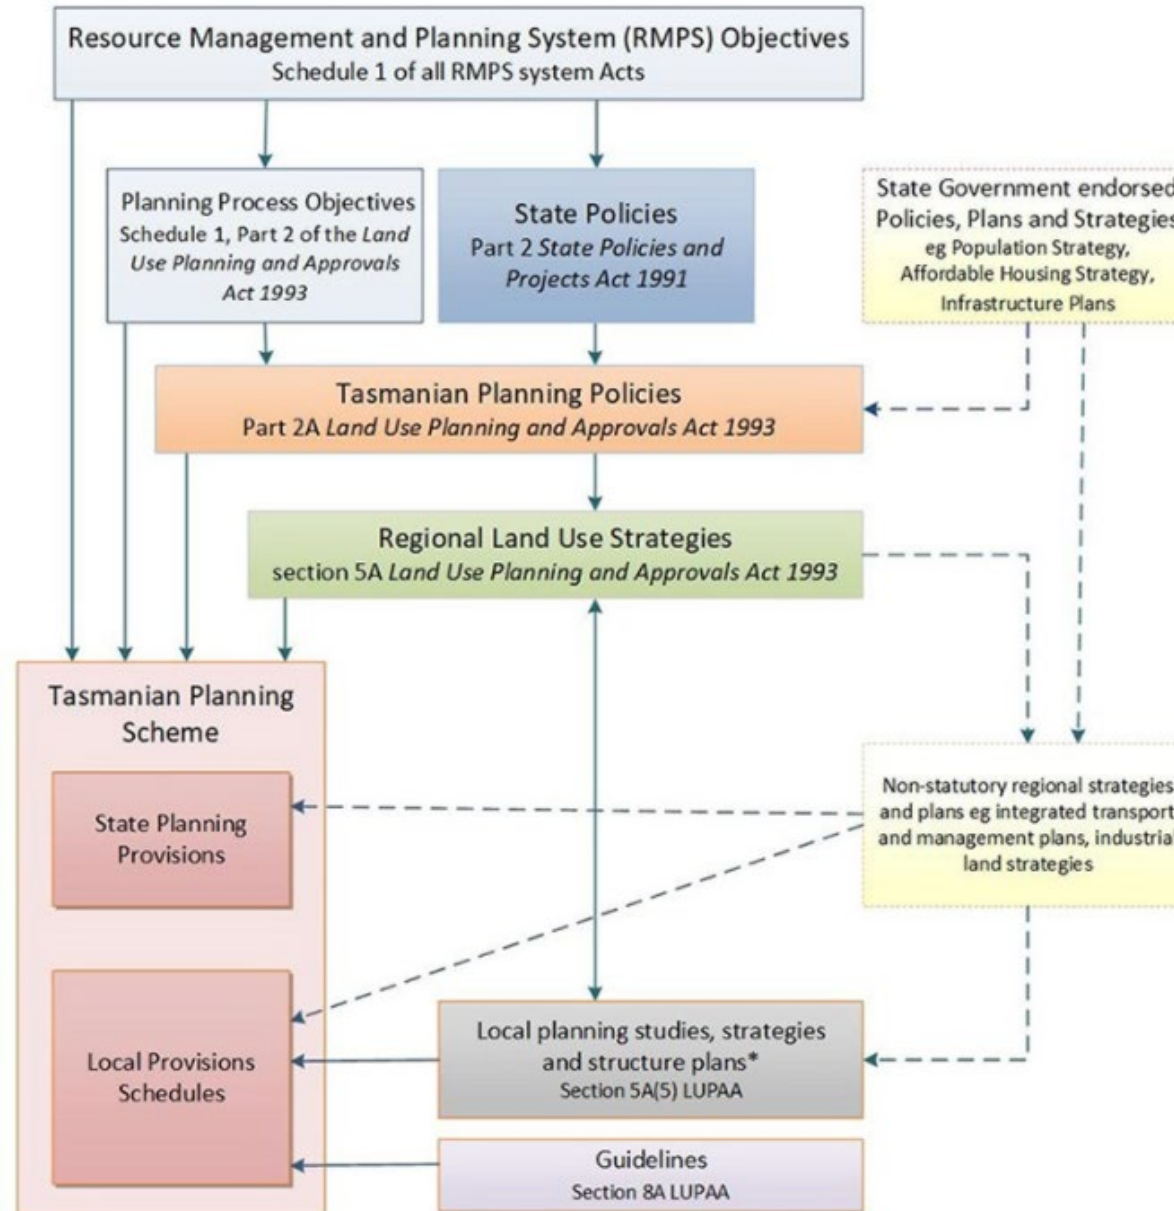 Resource Management and Planning System (RMPS) Objectives
Schedule 1 of all RMPS system Acts
Planning Process Objectives
Schedule 1, Part 2 of the Land
Use Planning and Approvals
Act 1993
State Policies
Part 2 State Policies and
Projects Act 1991
State Government endorsed
Policies, Plans and Strategies
eg Population Strategy,
Affordable Housing Strategy,
Infrastructure Plans
Tasmanian Planning Policies
Part 2A Land Use Planning and Approvals Act 1993
Regional Land Use Strategies
section 5A Land Use Planning and Approvals Act 1993
Tasmanian Planning
Scheme
State Planning
Provisions
Non-statutory regional strategies
and plans eg integrated transport
and management plans, industrial
land strategies
Local Provisions
Schedules
Local planning studies, strategies
and structure plans*
Section 5A(5) LUPAA
Guidelines
Section 8A LUPAA